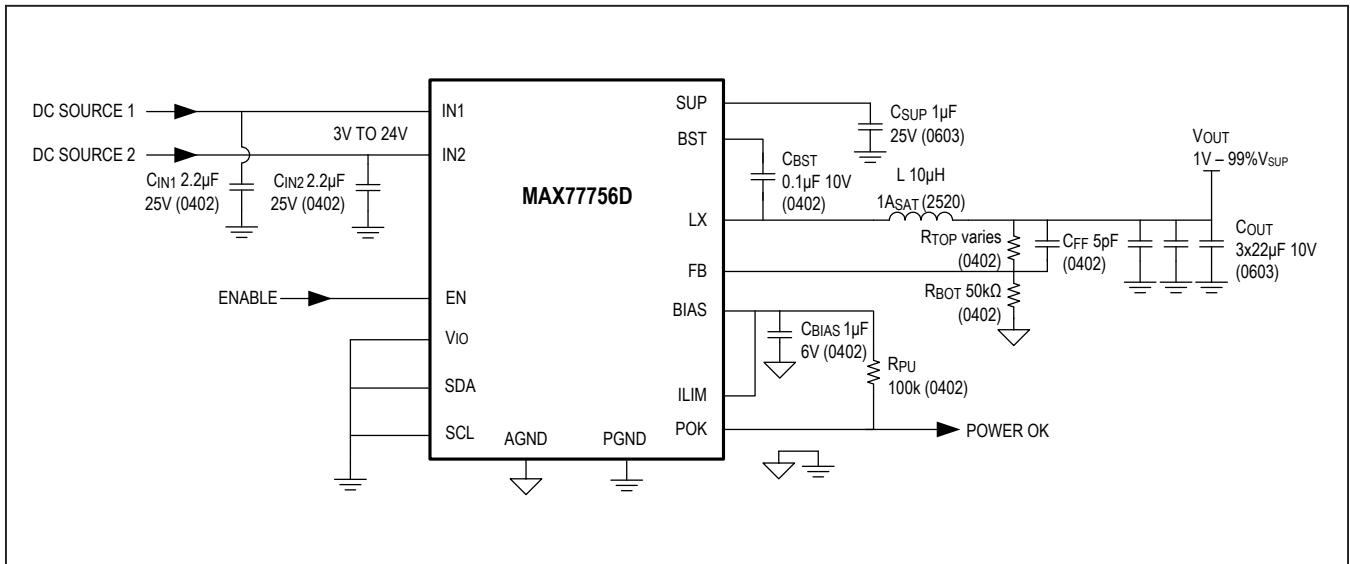 DC SOURCE 1
DC SOURCE 2
3V TO 24V
CIN1 2.2µF
25V (0402)
CIN2 2.2µF
25V (0402)
ENABLE
IN1
IN2
EN
VIO
SDA
SCL
MAX77756D
AGND
PGND
SUP
BST
LX
FB
BIAS
ILIM
POK
CSUP 1µF
25V (0603)
CBST
0.1µF 10V
(0402)
L 10µH
1ASAT (2520)
VOUT
1V – 99%VSUP
RTOP varies
(0402)
CFF 5pF
(0402)
COUT
3x22µF 10V
(0603)
RBOT 50kΩ
(0402)
CBIAS 1µF
6V (0402)
RPU
100k (0402)
POWER OK